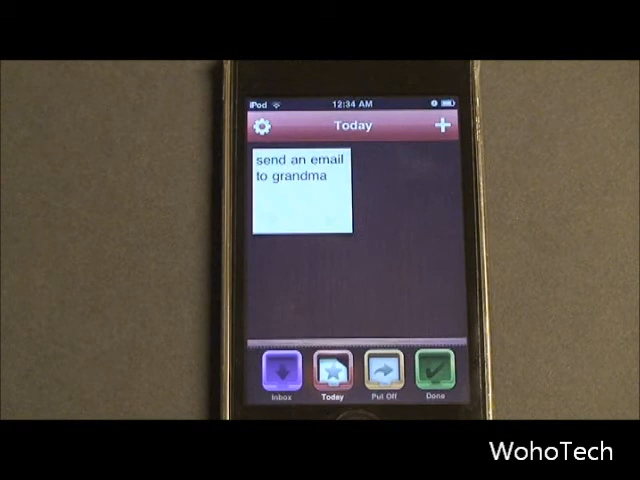 iPod 12:34 AM
Today
send an email
to grandma
Inbox Today Put Off Done
WohoTech